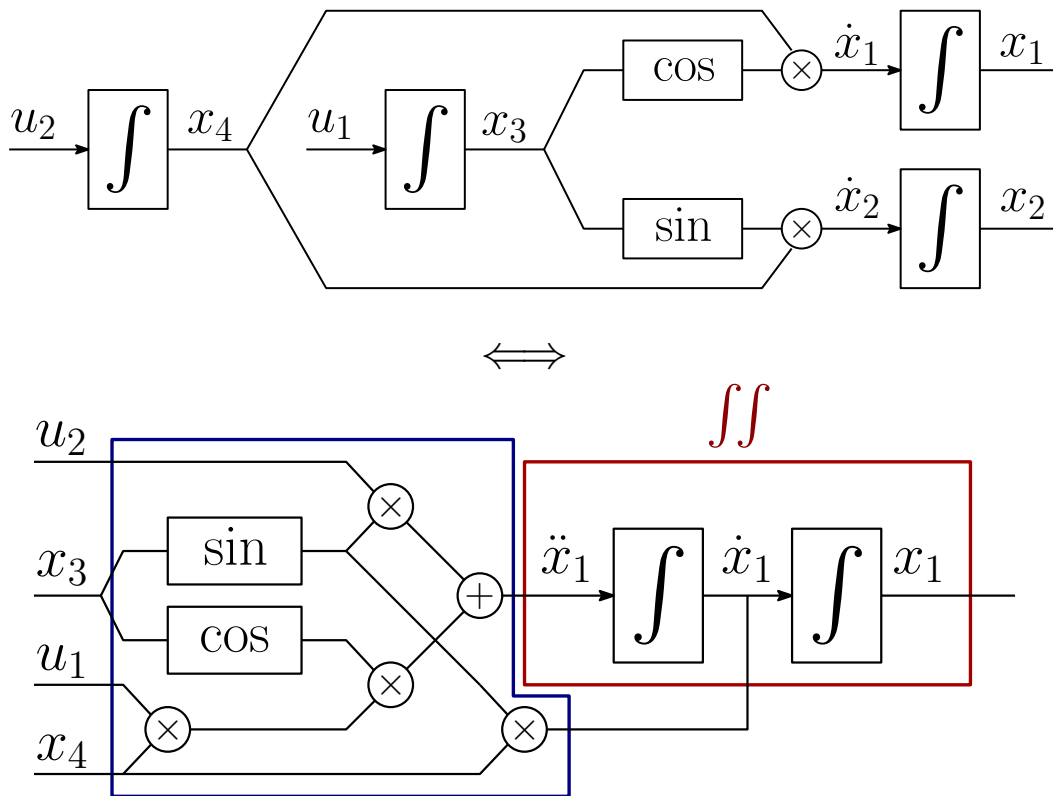 cos ẋ₁ ∫ x₁
u₂ ∫ x₄ u₁ ∫ x₃
sin ẋ₂ ∫ x₂
⟺
∫∫
u₂
x₃ sin ẍ₁ ∫ ẋ₁ ∫ x₁
cos
u₁
x₄